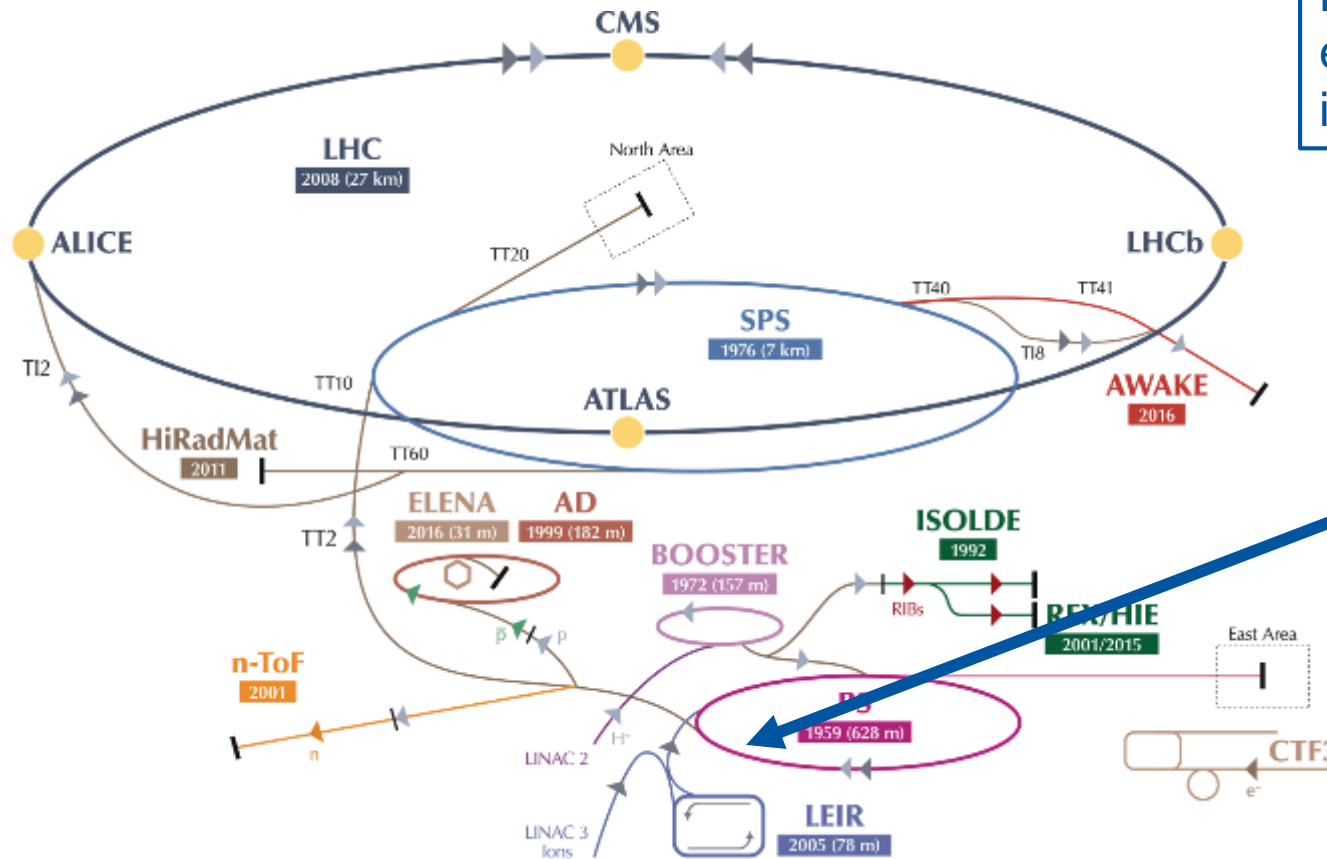 CMS
e
i
LHC
2008 (27 km)
North Area
ALICE
LHCb
TT20
TT40
TT41
SPS
1976 (7 km)
TI8
TI2
TT10
ATLAS
AWAKE
2016
HiRadMat
2011
TT60
ELENA
2016 (31 m)
AD
1999 (182 m)
TT2
ISOLDE
1992
BOOSTER
1972 (157 m)
RIBs
REX/HIE
2001/2015
East Area
p̅
p
n-ToF
2001
n
PS
1959 (628 m)
H+
LINAC 2
CTF3
e-
LEIR
2005 (78 m)
LINAC 3
Ions